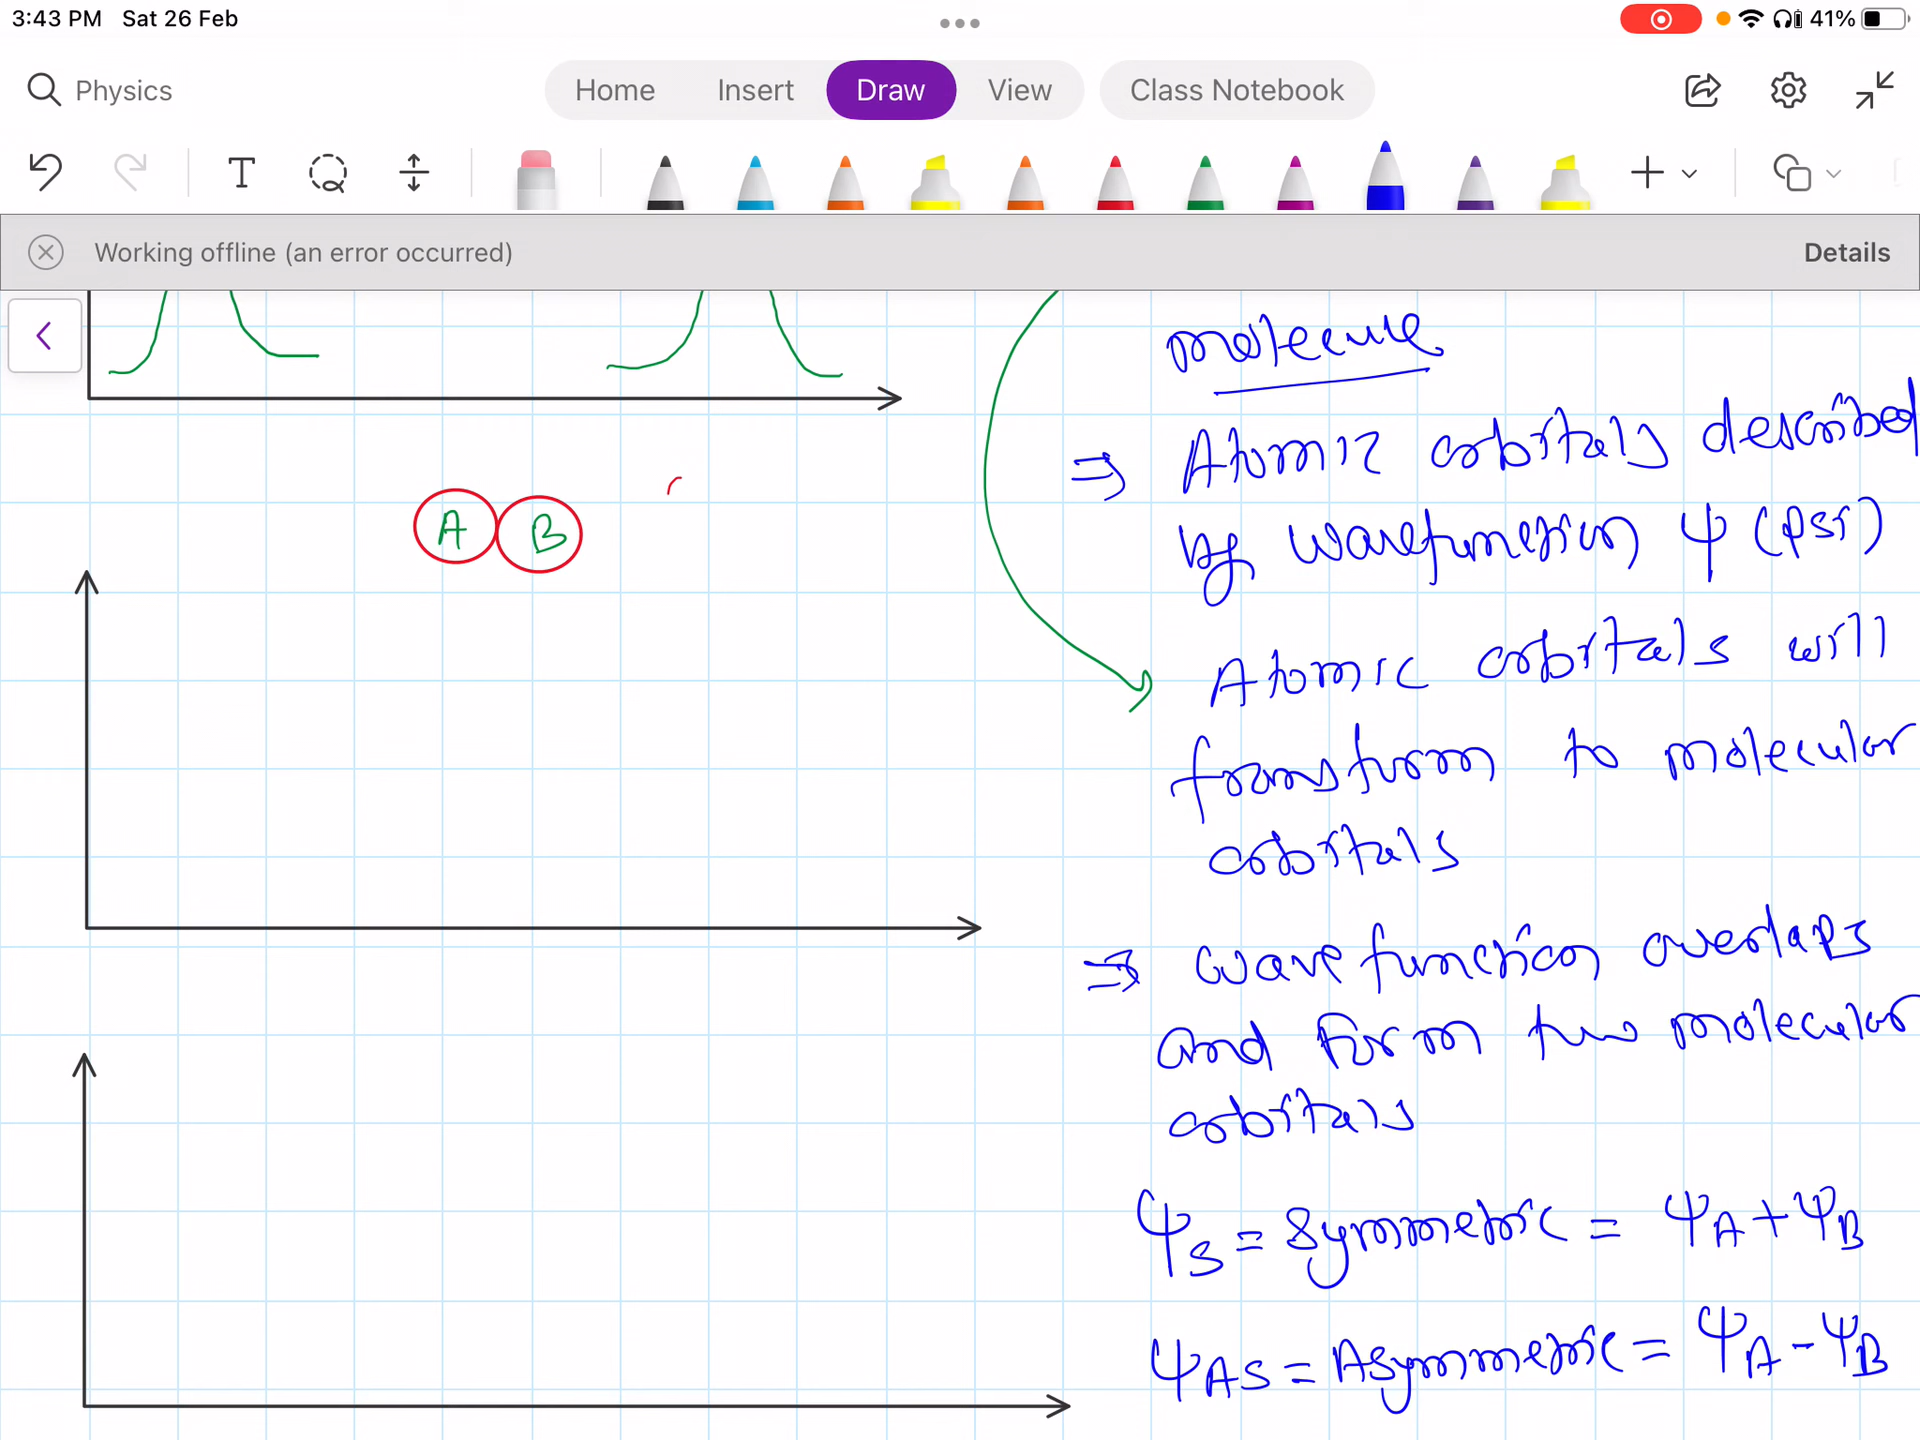 3:43 PM Sat 26 Feb
41%
Physics
Home Insert Draw View Class Notebook
T
Working offline (an error occurred)
Details
molecule
⇒ Atomic orbitals described
by wavefunction ψ (psi)
Atomic orbitals will
transform to molecular
orbitals
⇒ wave function overlaps
and form two molecular
orbitals
ψS = Symmetric = ψA + ψB
ψAS = Asymmetric = ψA - ψB
A B